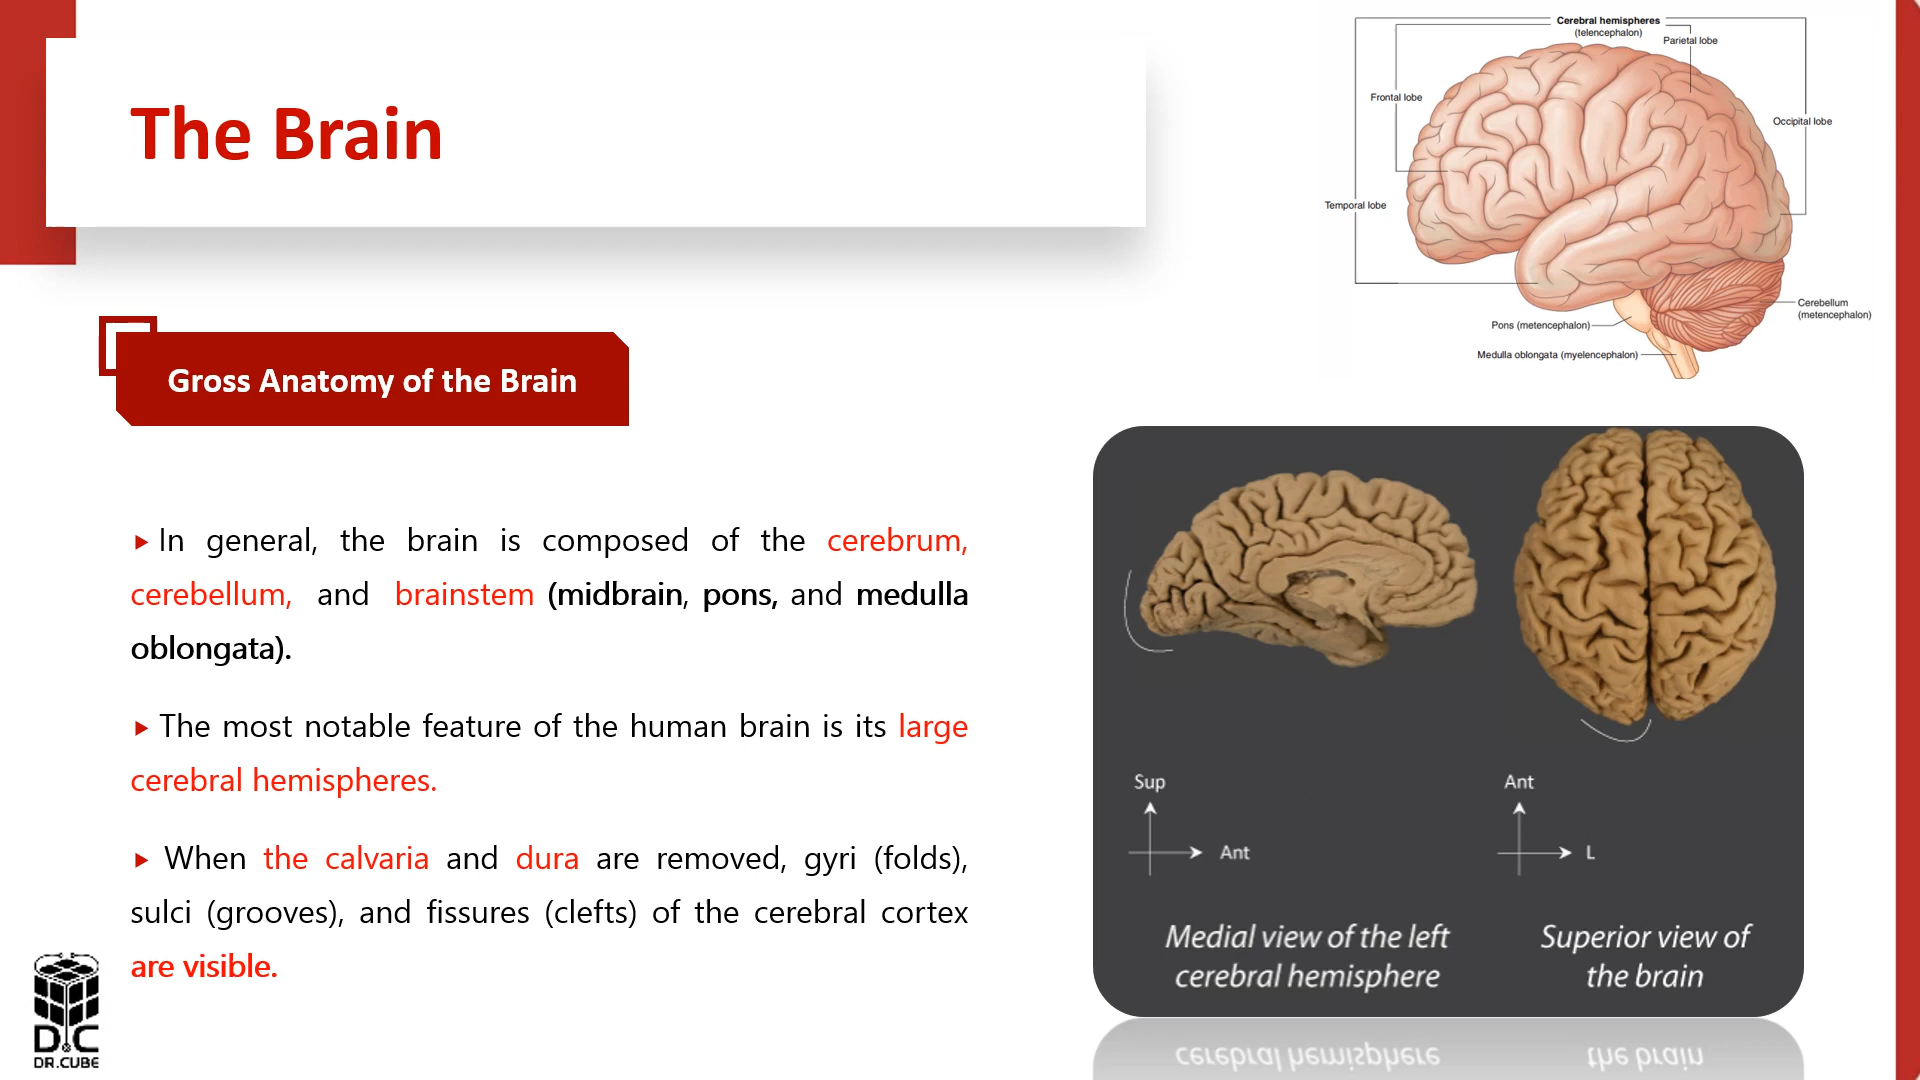 The Brain
Cerebral hemispheres
(telencephalon)
Parietal lobe
Frontal lobe
Occipital lobe
Temporal lobe
Cerebellum
(metencephalon)
Pons (metencephalon)
Medulla oblongata (myelencephalon)
Gross Anatomy of the Brain
In general, the brain is composed of the cerebrum,
cerebellum, and brainstem (midbrain, pons, and medulla
oblongata).
The most notable feature of the human brain is its large
cerebral hemispheres.
When the calvaria and dura are removed, gyri (folds),
sulci (grooves), and fissures (clefts) of the cerebral cortex
are visible.
Sup
Ant
Ant
L
Medial view of the left
cerebral hemisphere
Superior view of
the brain
DC
DR.CUBE